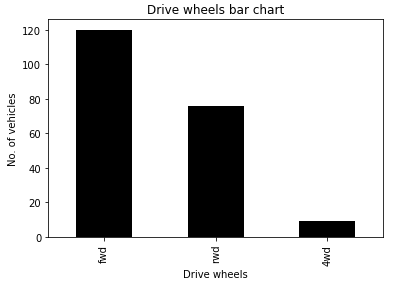 Drive wheels bar chart
120
100
80
60
40
20
0
No. of vehicles
fwd
rwd
4wd
Drive wheels